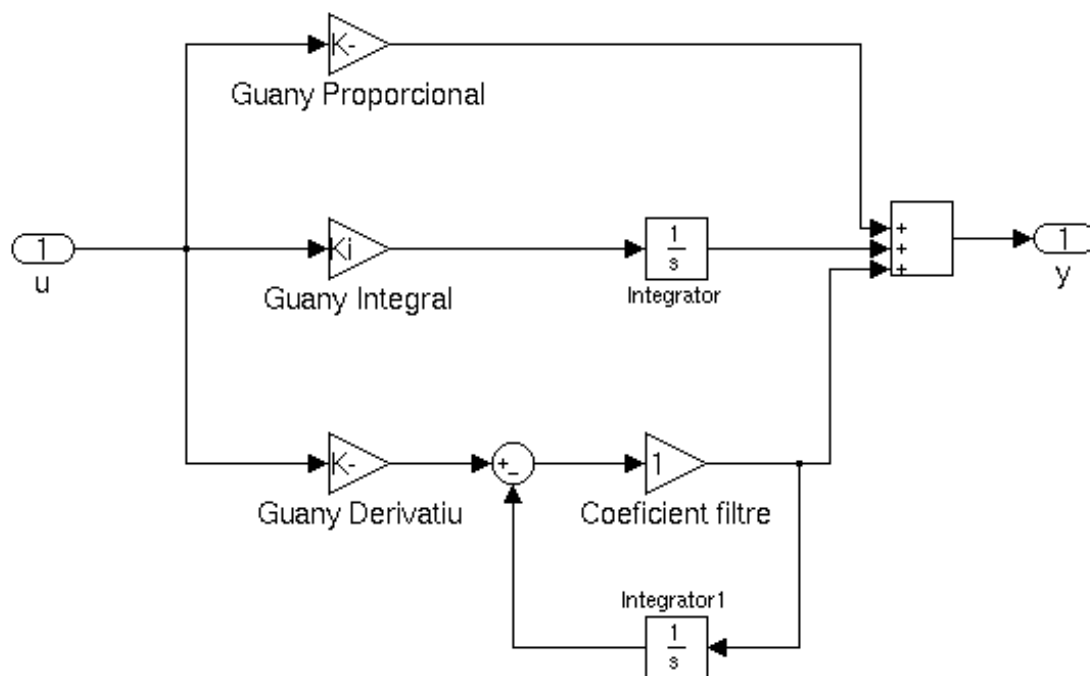 K-
Guany Proporcional
1
u
Ki
Guany Integral
1
s
Integrator
+
+
+
1
y
K-
Guany Derivatiu
+
-
1
Coeficient filtre
Integrator1
1
s